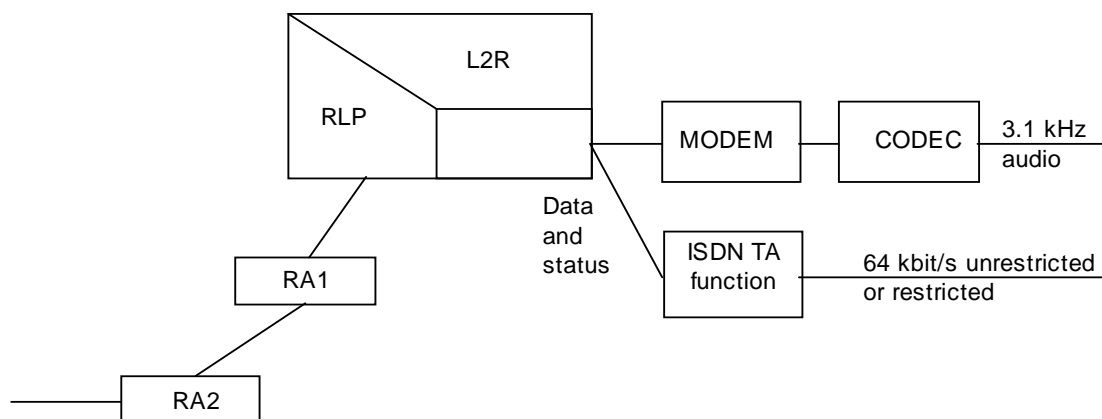 L2R
RLP
MODEM
CODEC
3.1 kHz
audio
Data
and
status
ISDN TA
function
64 kbit/s unrestricted
or restricted
RA1
RA2